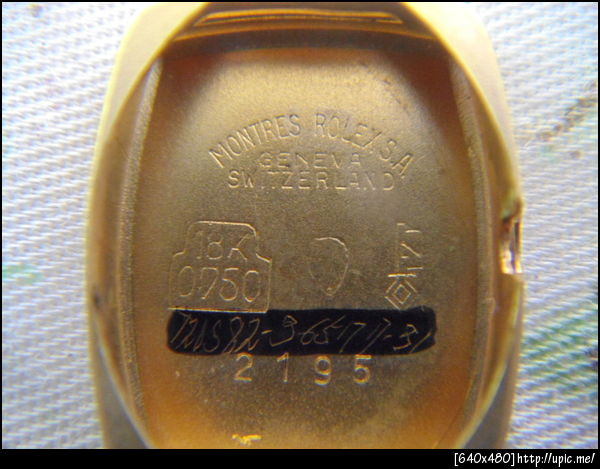 MONTRES ROLEX S.A.
GENEVA
SWITZERLAND
18K
0,750
2195
[640x480]http://upic.me/